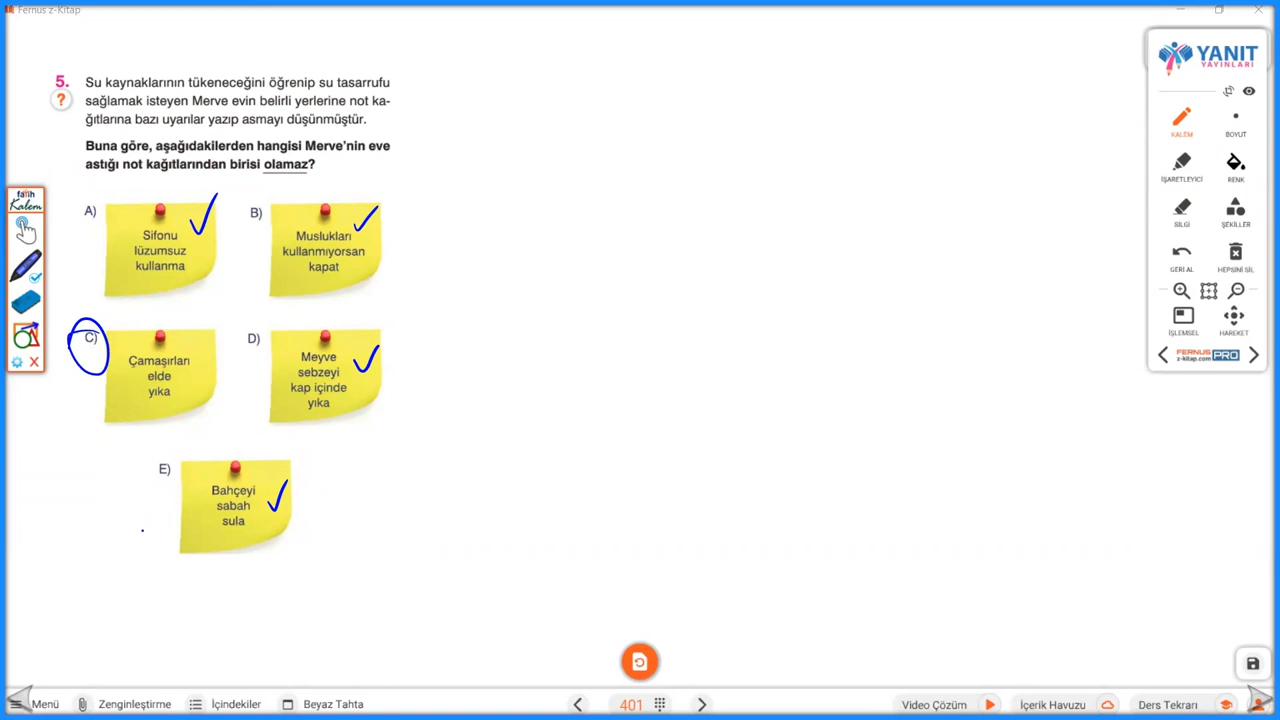 Fernus z-Kitap
5.
?
Su kaynaklarının tükeneceğini öğrenip su tasarrufu
sağlamak isteyen Merve evin belirli yerlerine not ka-
ğıtlarına bazı uyarılar yazıp asmayı düşünmüştür.
Buna göre, aşağıdakilerden hangisi Merve'nin eve
astığı not kağıtlarından birisi olamaz?
A)
Sifonu
lüzumsuz
kullanma
B)
Muslukları
kullanmıyorsan
kapat
C)
Çamaşırları
elde
yıka
D)
Meyve
sebzeyi
kap içinde
yıka
E)
Bahçeyi
sabah
sula
fatih
Kalem
YANIT
YAYINLARI
KALEM
BOYUT
İŞARETLEYİCİ
RENK
SİLGİ
ŞEKİLLER
GERİ AL
HEPSİNİ SİL
İŞLEMSEL
HAREKET
FERNUS
z-kitap.com
PRO
Menü
Zenginleştirme
İçindekiler
Beyaz Tahta
401
Video Çözüm
İçerik Havuzu
Ders Tekrarı